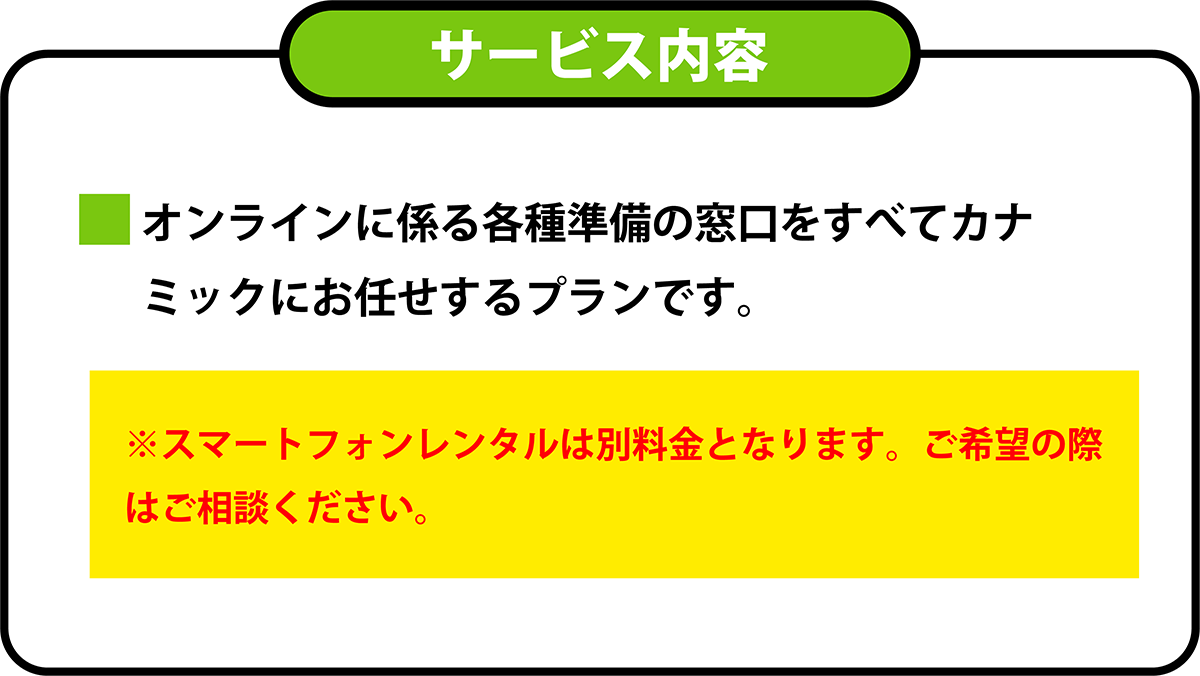 サービス内容
オンラインに係る各種準備の窓口をすべてカナ
ミックにお任せするプランです。
※スマートフォンレンタルは別料金となります。ご希望の際
はご相談ください。